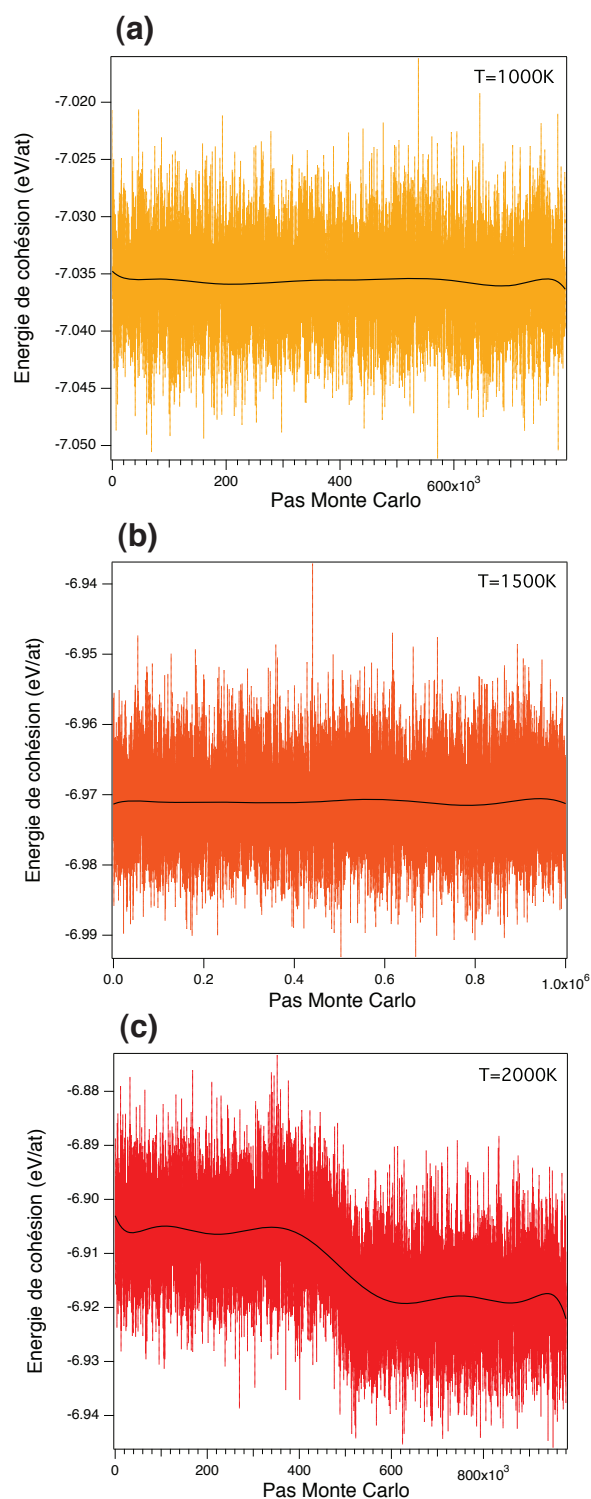 (a)
T=1000K
Energie de cohésion (eV/at)
-7.020
-7.025
-7.030
-7.035
-7.040
-7.045
-7.050
0
200
400
600x10³
Pas Monte Carlo
(b)
T=1500K
Energie de cohésion (eV/at)
-6.94
-6.95
-6.96
-6.97
-6.98
-6.99
0.0
0.2
0.4
0.6
0.8
1.0x10⁶
Pas Monte Carlo
(c)
T=2000K
Energie de cohésion (eV/at)
-6.88
-6.89
-6.90
-6.91
-6.92
-6.93
-6.94
0
200
400
600
800x10³
Pas Monte Carlo